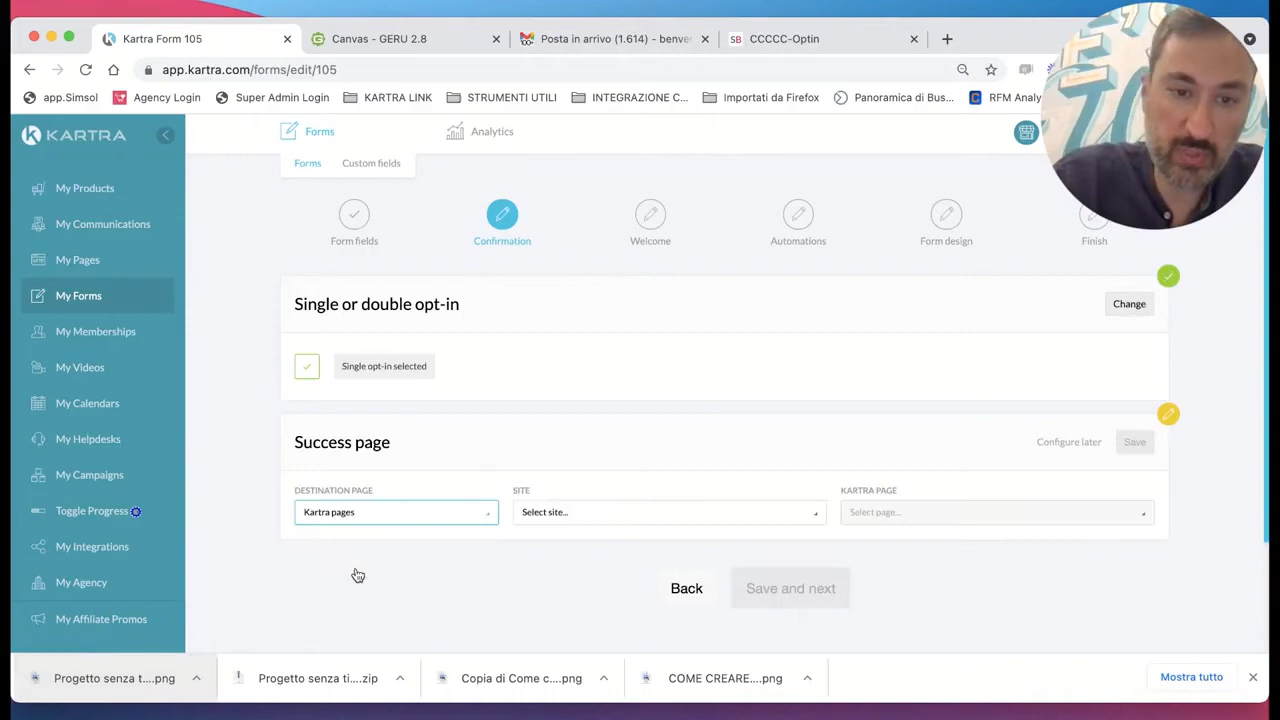 Kartra Form 105
Canvas - GERU 2.8
Posta in arrivo (1.614) - benve
SB CCCCC-Optin
app.kartra.com/forms/edit/105
app.Simsol
Agency Login
Super Admin Login
KARTRA LINK
STRUMENTI UTILI
INTEGRAZIONE C...
Importati da Firefox
Panoramica di Bus...
RFM Analy
KARTRA
Forms
Analytics
Forms
Custom fields
My Products
My Communications
My Pages
My Forms
My Memberships
My Videos
My Calendars
My Helpdesks
My Campaigns
Toggle Progress
My Integrations
My Agency
My Affiliate Promos
Form fields
Confirmation
Welcome
Automations
Form design
Finish
Single or double opt-in
Change
Single opt-in selected
Success page
Configure later
Save
DESTINATION PAGE
SITE
KARTRA PAGE
Kartra pages
Select site...
Select page...
Back
Save and next
Progetto senza t....png
Progetto senza ti....zip
Copia di Come c....png
COME CREARE....png
Mostra tutto